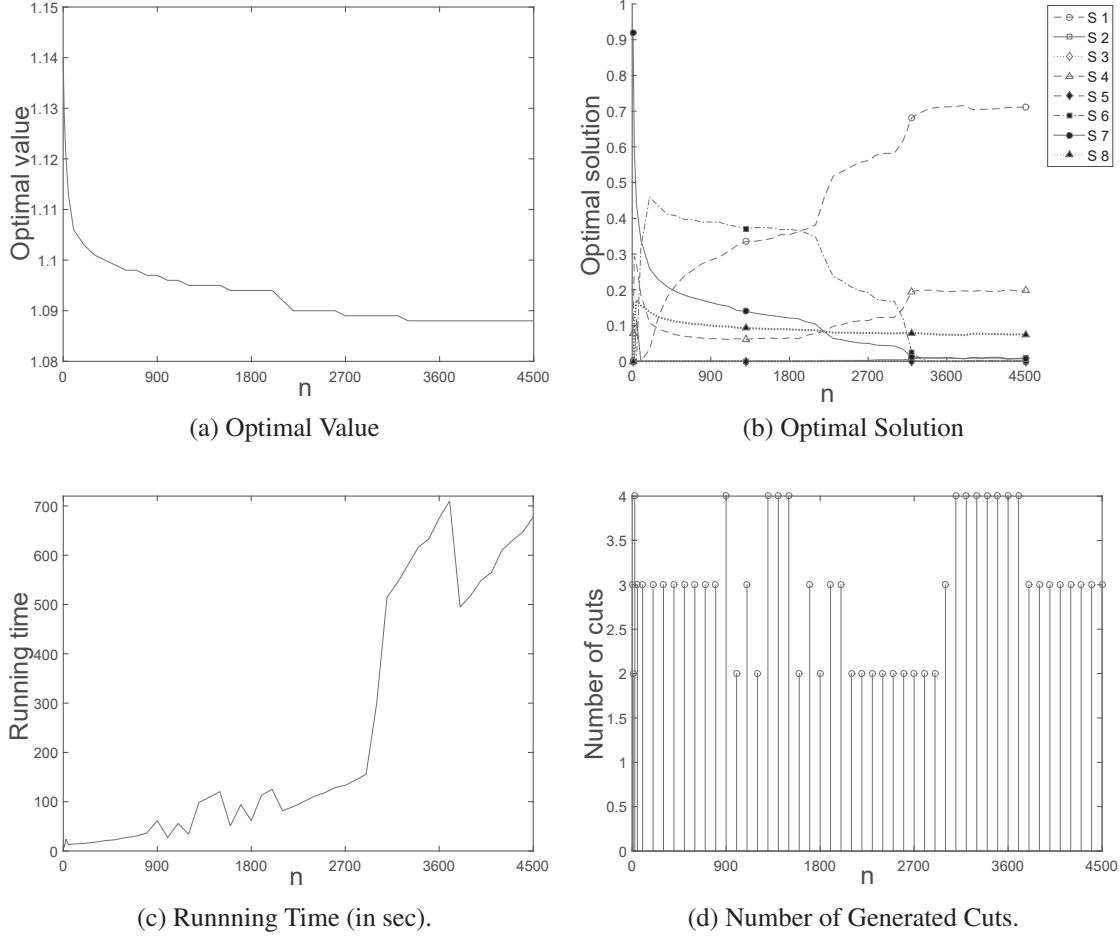 1.15
1.14
1.13
1.12
1.11
1.1
1.09
1.08
Optimal value
0 900 1800 2700 3600 4500
n
(a) Optimal Value
1
0.9
0.8
0.7
0.6
0.5
0.4
0.3
0.2
0.1
0
Optimal solution
0 900 1800 2700 3600 4500
n
S 1
S 2
S 3
S 4
S 5
S 6
S 7
S 8
(b) Optimal Solution
700
600
500
400
300
200
100
0
Running time
0 900 1800 2700 3600 4500
n
(c) Runnning Time (in sec).
4
3.5
3
2.5
2
1.5
1
0.5
0
Number of cuts
0 900 1800 2700 3600 4500
n
(d) Number of Generated Cuts.